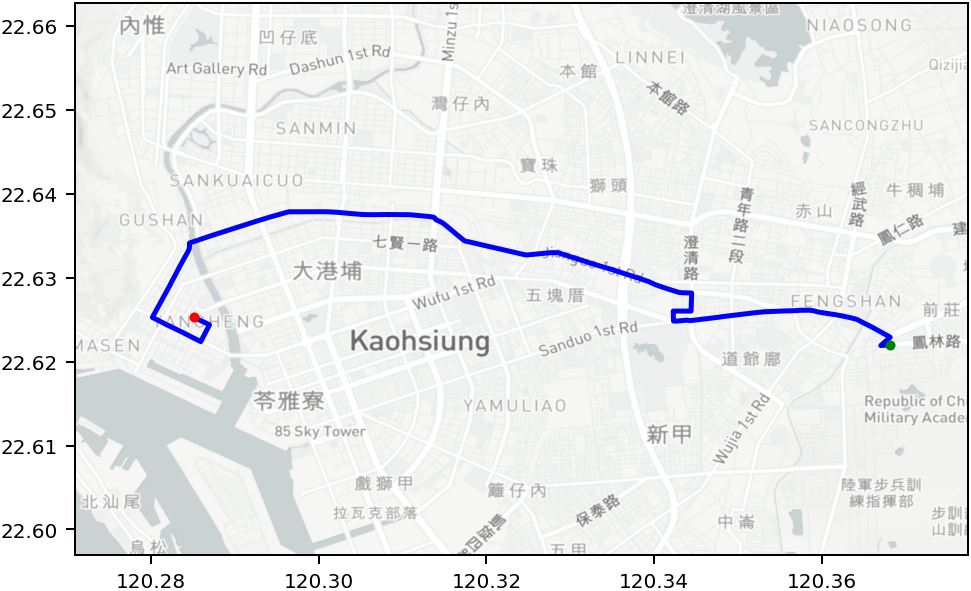 22.66
22.65
22.64
22.63
22.62
22.61
22.60
120.28
120.30
120.32
120.34
120.36
內惟
凹仔底
Minzu 1s
澄清湖風景區
NIAOSONG
Art Gallery Rd
Dashun 1st Rd
本館
LINNEI
Qizijia
灣仔內
本館路
SANMIN
SANCONGZHU
寶珠
SANKUAICUO
獅頭
青年路二段
經武路
牛稠埔
GUSHAN
赤山
鳳仁路
建
七賢一路
澄清路
大港埔
Jianguo 1st Rd
Wufu 1st Rd
五塊厝
FENGSHAN
前莊
YANCHENG
Kaohsiung
Sanduo 1st Rd
鳳林路
MASEN
道爺廍
苓雅寮
YAMULIAO
Republic of Ch
Military Acade
85 Sky Tower
新甲
Wujia 1st Rd
戲獅甲
籬仔內
陸軍步兵訓
練指揮部
北汕尾
拉瓦克部落
保泰路
中崙
步訓
山訓
烏松
五甲